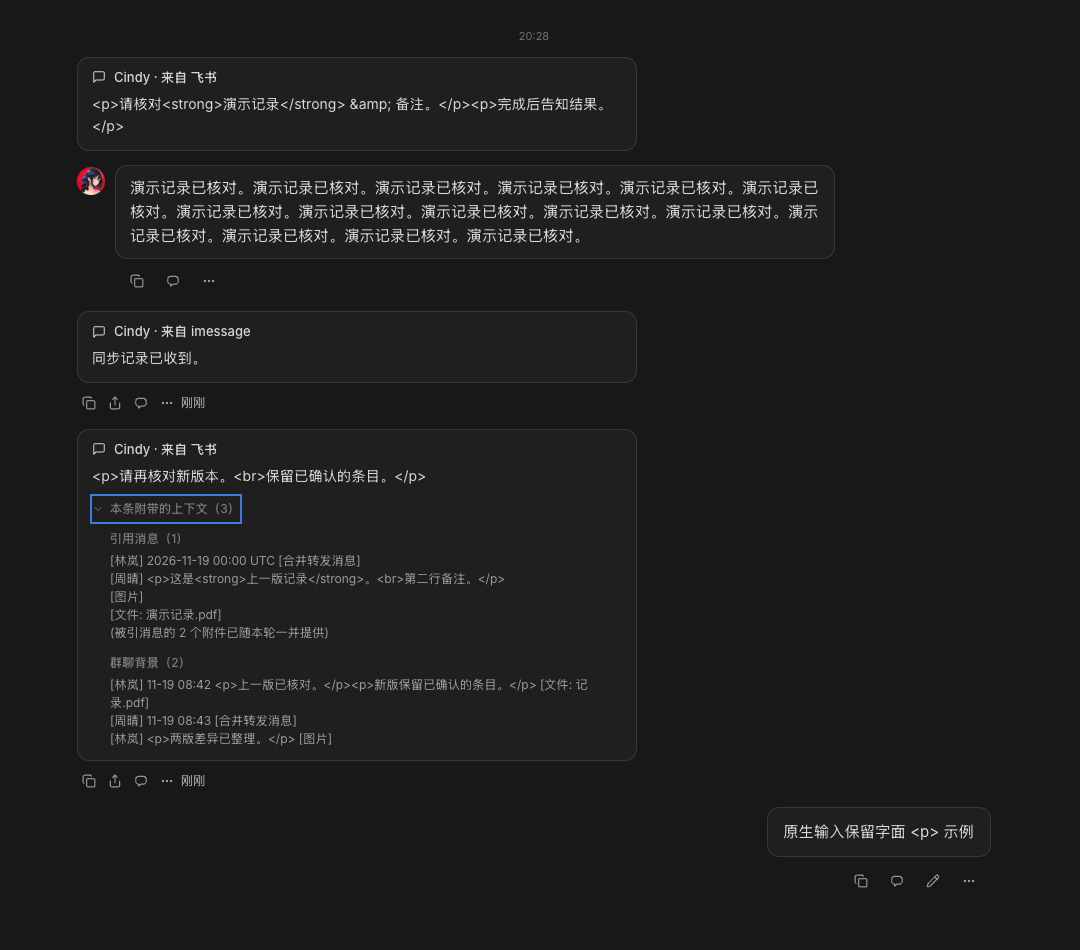 20:28
Cindy · 来自 飞书
<p>请核对<strong>演示记录</strong> &amp; 备注。</p><p>完成后告知结果。
</p>
演示记录已核对。演示记录已核对。演示记录已核对。演示记录已核对。演示记录已核对。演示记录已
核对。演示记录已核对。演示记录已核对。演示记录已核对。演示记录已核对。演示记录已核对。演示
记录已核对。演示记录已核对。演示记录已核对。演示记录已核对。
Cindy · 来自 imessage
同步记录已收到。
刚刚
Cindy · 来自 飞书
<p>请再核对新版本。<br>保留已确认的条目。</p>
本条附带的上下文（3）
引用消息（1）
[林岚] 2026-11-19 00:00 UTC [合并转发消息]
[周晴] <p>这是<strong>上一版记录</strong>。<br>第二行备注。</p>
[图片]
[文件: 演示记录.pdf]
(被引消息的 2 个附件已随本轮一并提供)
群聊背景（2）
[林岚] 11-19 08:42 <p>上一版已核对。</p><p>新版保留已确认的条目。</p> [文件: 记
录.pdf]
[周晴] 11-19 08:43 [合并转发消息]
[林岚] <p>两版差异已整理。</p> [图片]
刚刚
原生输入保留字面 <p> 示例